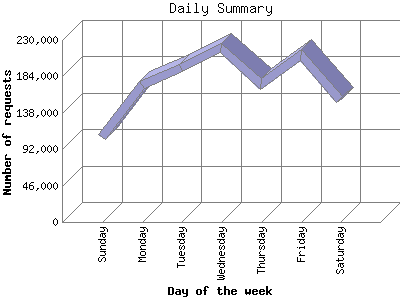 Daily Summary
230,000
184,000
138,000
92,000
46,000
0
Number of requests
Sunday
Monday
Tuesday
Wednesday
Thursday
Friday
Saturday
Day of the week